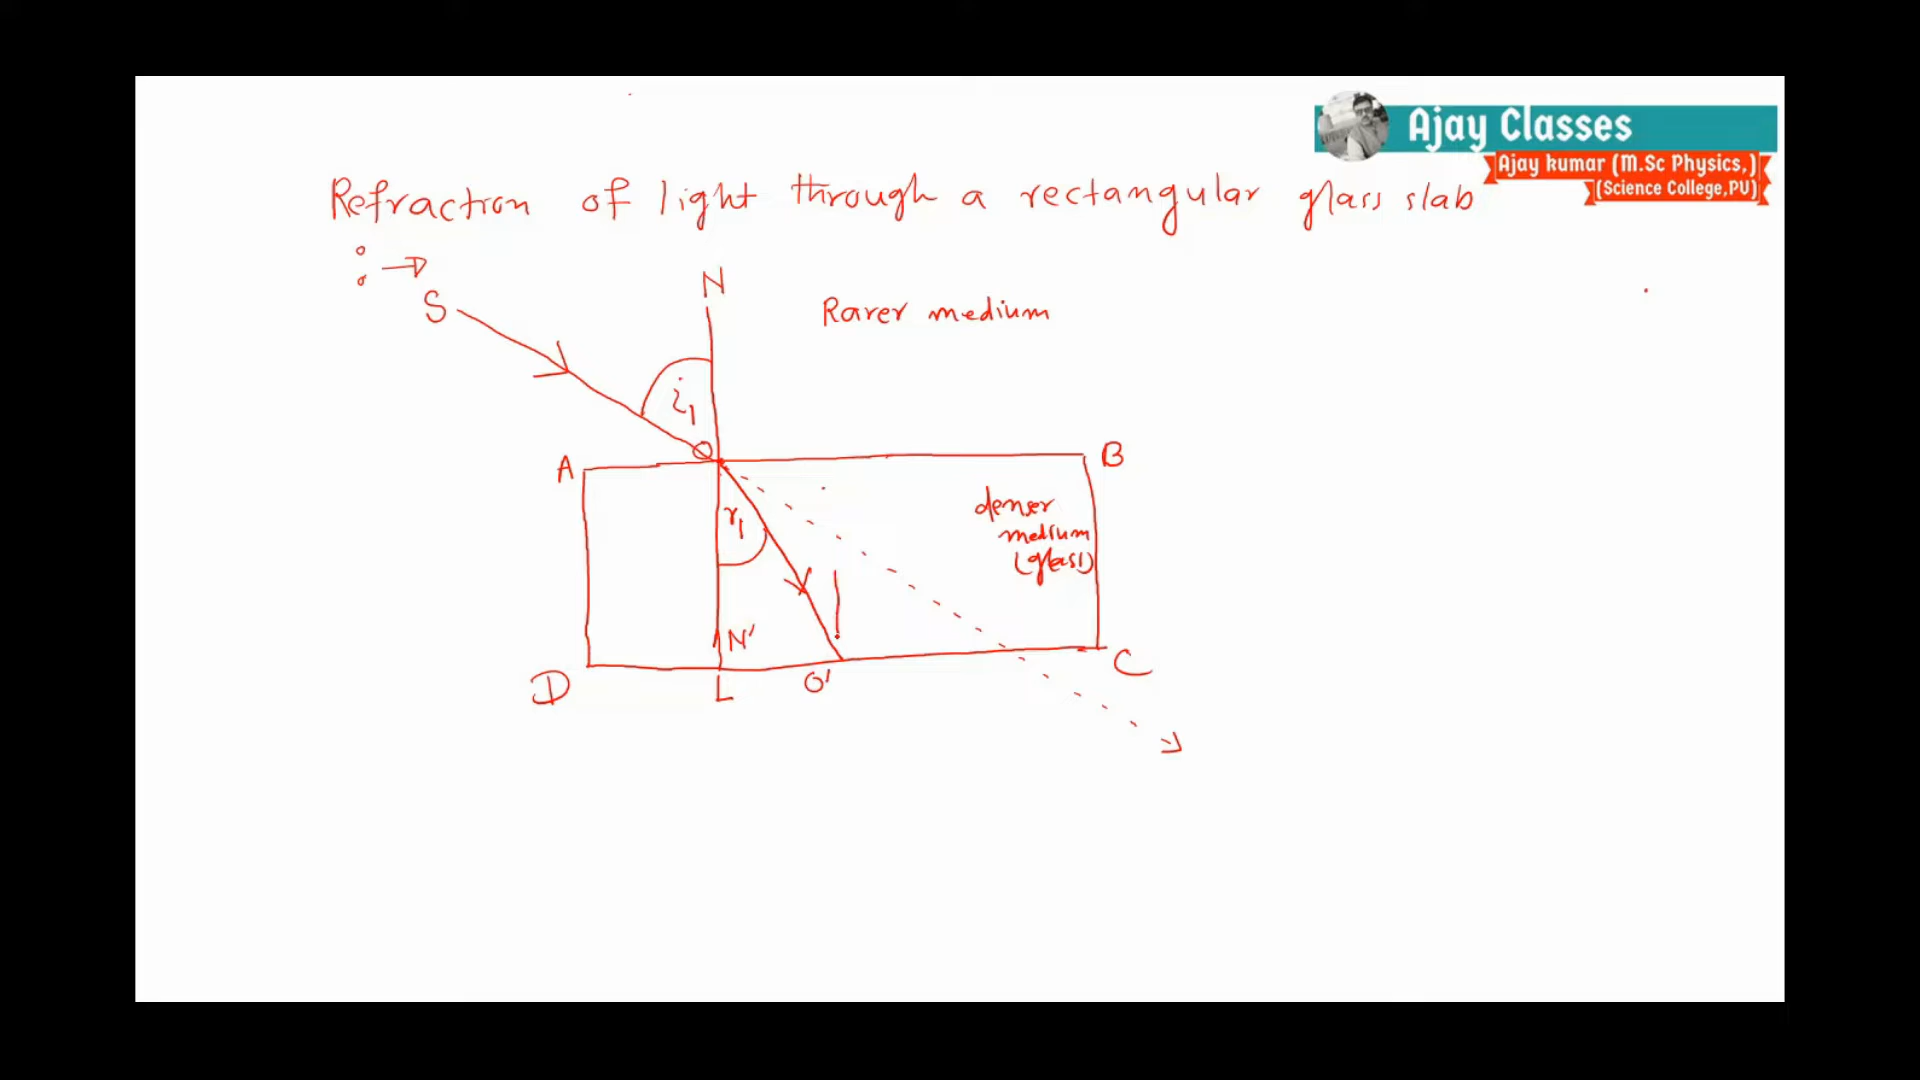 Ajay Classes
Ajay kumar (M.Sc Physics,)
(Science College,PU)
Refraction of light through a rectangular glass slab
:→
S
N
Rarer medium
i1
O
A
B
r1
denser
medium
(glass)
N'
D
L
O'
C